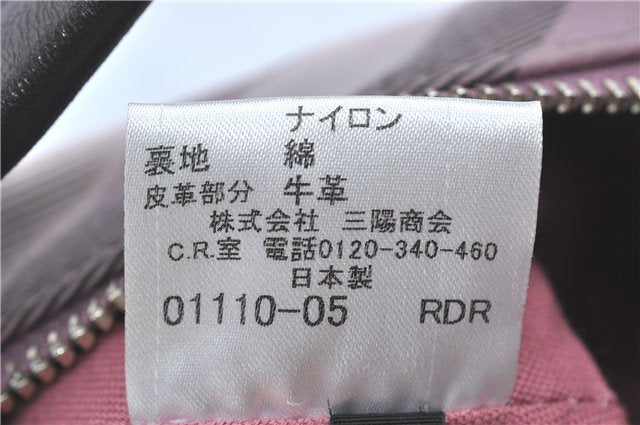 ナイロン
裏地 綿
皮革部分 牛革
株式会社 三陽商会
C.R.室 電話0120-340-460
日本製
01110-05 RDR